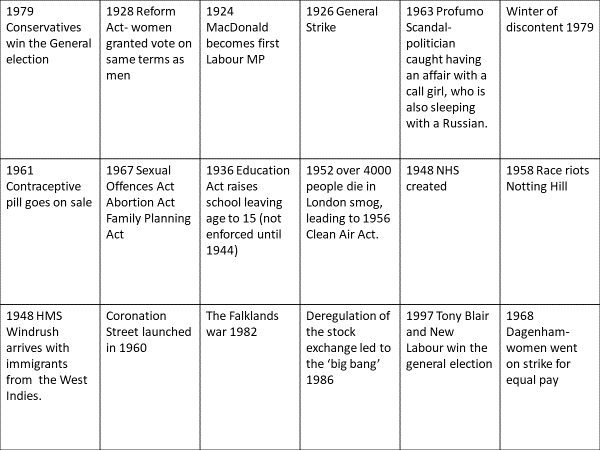 1979
Conservatives
win the General
election
1928 Reform
Act- women
granted vote on
same terms as
men
1924
MacDonald
becomes first
Labour MP
1926 General
Strike
1963 Profumo
Scandal-
politician
caught having
an affair with a
call girl, who is
also sleeping
with a Russian.
Winter of
discontent 1979
1961
Contraceptive
pill goes on sale
1967 Sexual
Offences Act
Abortion Act
Family Planning
Act
1936 Education
Act raises
school leaving
age to 15 (not
enforced until
1944)
1952 over 4000
people die in
London smog,
leading to 1956
Clean Air Act.
1948 NHS
created
1958 Race riots
Notting Hill
1948 HMS
Windrush
arrives with
immigrants
from the West
Indies.
Coronation
Street launched
in 1960
The Falklands
war 1982
Deregulation of
the stock
exchange led to
the ‘big bang’
1986
1997 Tony Blair
and New
Labour win the
general election
1968
Dagenham-
women went
on strike for
equal pay